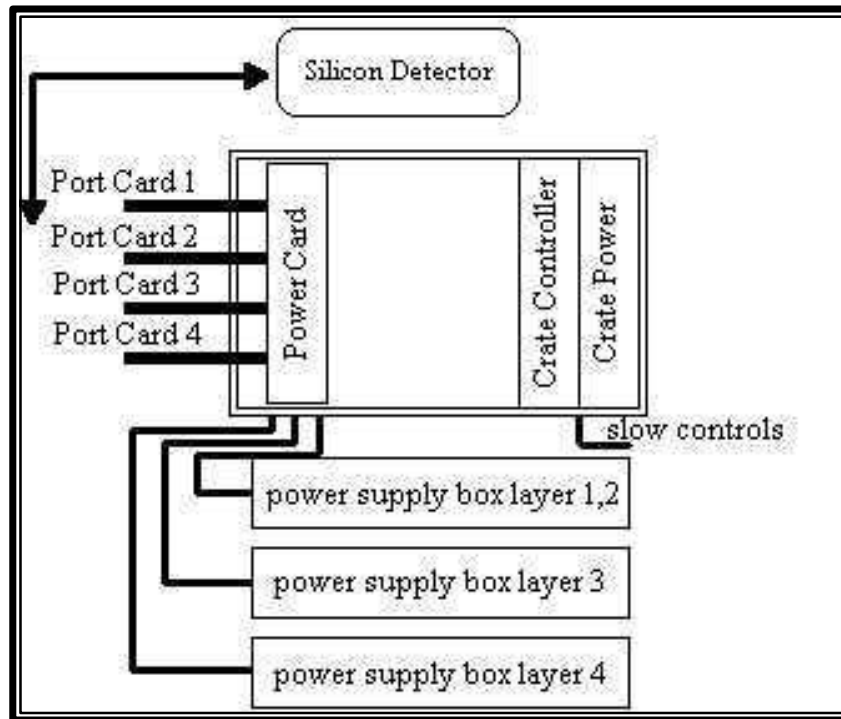 Silicon Detector
Port Card 1
Port Card 2
Port Card 3
Port Card 4
Power Card
Crate Controller
Crate Power
slow controls
power supply box layer 1,2
power supply box layer 3
power supply box layer 4